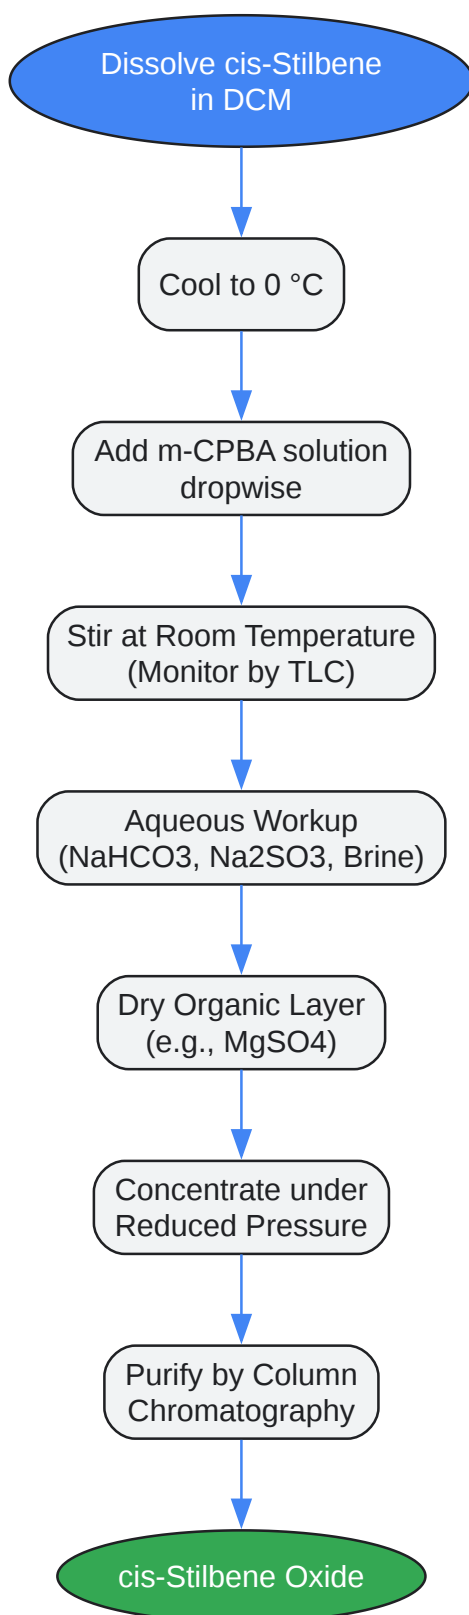 Dissolve cis-Stilbene
in DCM
Cool to 0 °C
Add m-CPBA solution
dropwise
Stir at Room Temperature
(Monitor by TLC)
Aqueous Workup
(NaHCO3, Na2SO3, Brine)
Dry Organic Layer
(e.g., MgSO4)
Concentrate under
Reduced Pressure
Purify by Column
Chromatography
cis-Stilbene Oxide